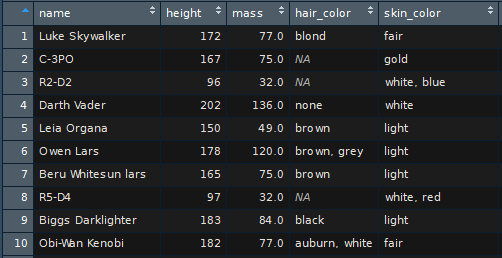 name height mass hair_color skin_color
1 Luke Skywalker 172 77.0 blond fair
2 C-3PO 167 75.0 NA gold
3 R2-D2 96 32.0 NA white, blue
4 Darth Vader 202 136.0 none white
5 Leia Organa 150 49.0 brown light
6 Owen Lars 178 120.0 brown, grey light
7 Beru Whitesun lars 165 75.0 brown light
8 R5-D4 97 32.0 NA white, red
9 Biggs Darklighter 183 84.0 black light
10 Obi-Wan Kenobi 182 77.0 auburn, white fair